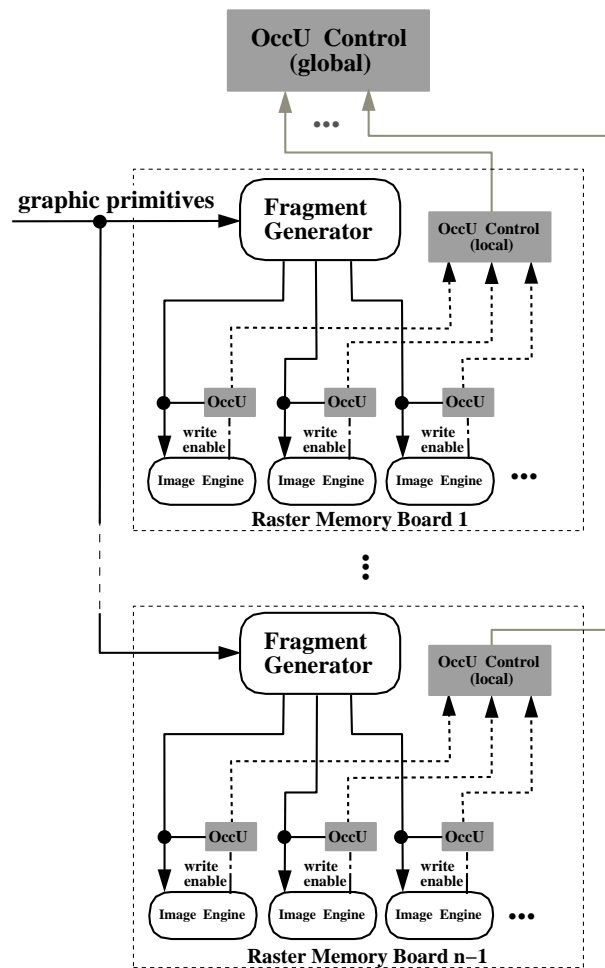 OccU Control
(global)
...
graphic primitives
Fragment
Generator
OccU Control
(local)
OccU
OccU
OccU
write
enable
write
enable
write
enable
Image Engine
Image Engine
Image Engine
...
Raster Memory Board 1
...
Fragment
Generator
OccU Control
(local)
OccU
OccU
OccU
write
enable
write
enable
write
enable
Image Engine
Image Engine
Image Engine
...
Raster Memory Board n−1